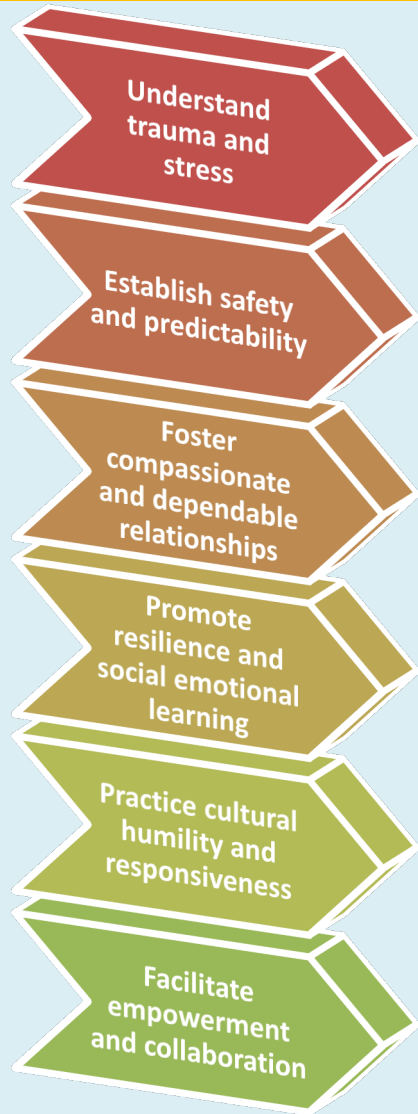 Understand
trauma and
stress
Establish safety
and predictability
Foster
compassionate
and dependable
relationships
Promote
resilience and
social emotional
learning
Practice cultural
humility and
responsiveness
Facilitate
empowerment
and collaboration